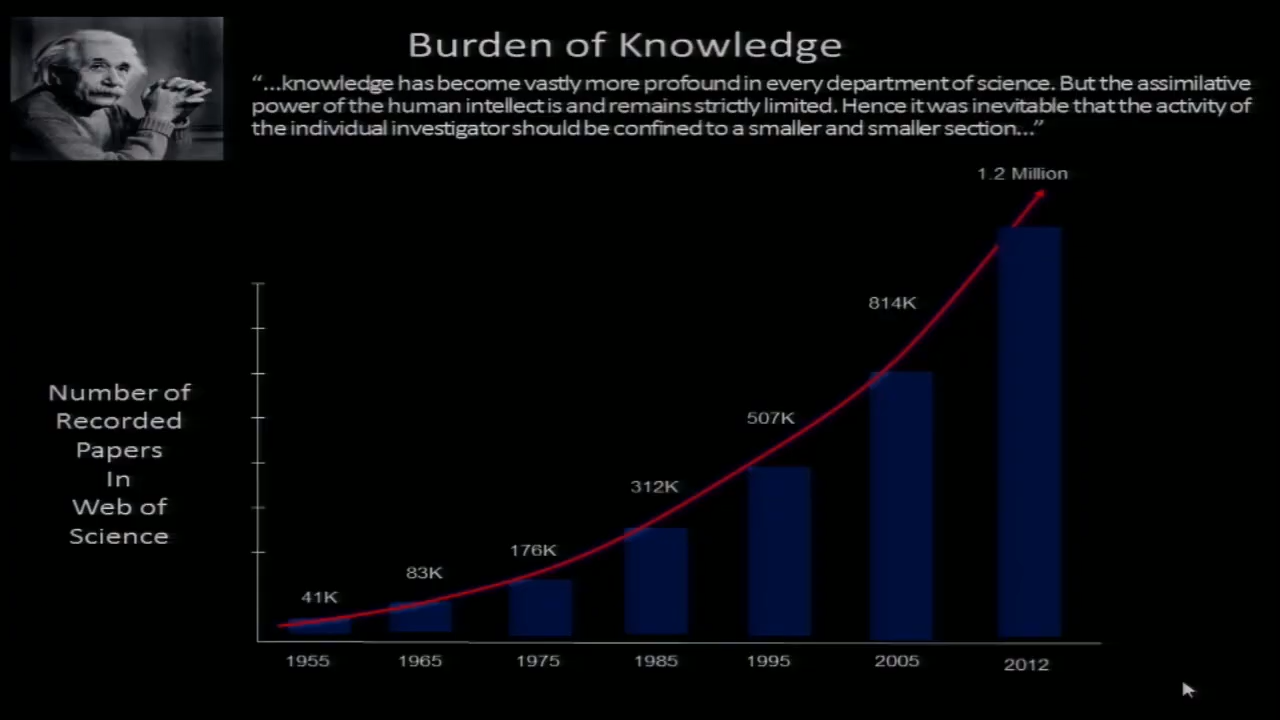 Burden of Knowledge
“…knowledge has become vastly more profound in every department of science. But the assimilative
power of the human intellect is and remains strictly limited. Hence it was inevitable that the activity of
the individual investigator should be confined to a smaller and smaller section…”
1.2 Million
814K
507K
312K
176K
83K
41K
Number of
Recorded
Papers
In
Web of
Science
1955 1965 1975 1985 1995 2005 2012